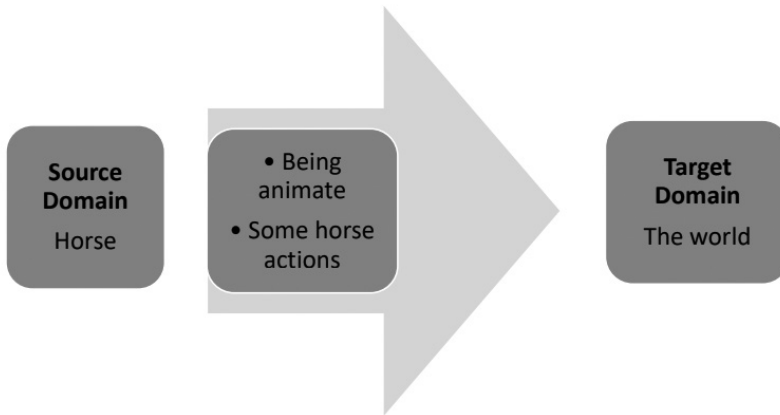 Source
Domain
Horse
• Being
animate
• Some horse
actions
Target
Domain
The world